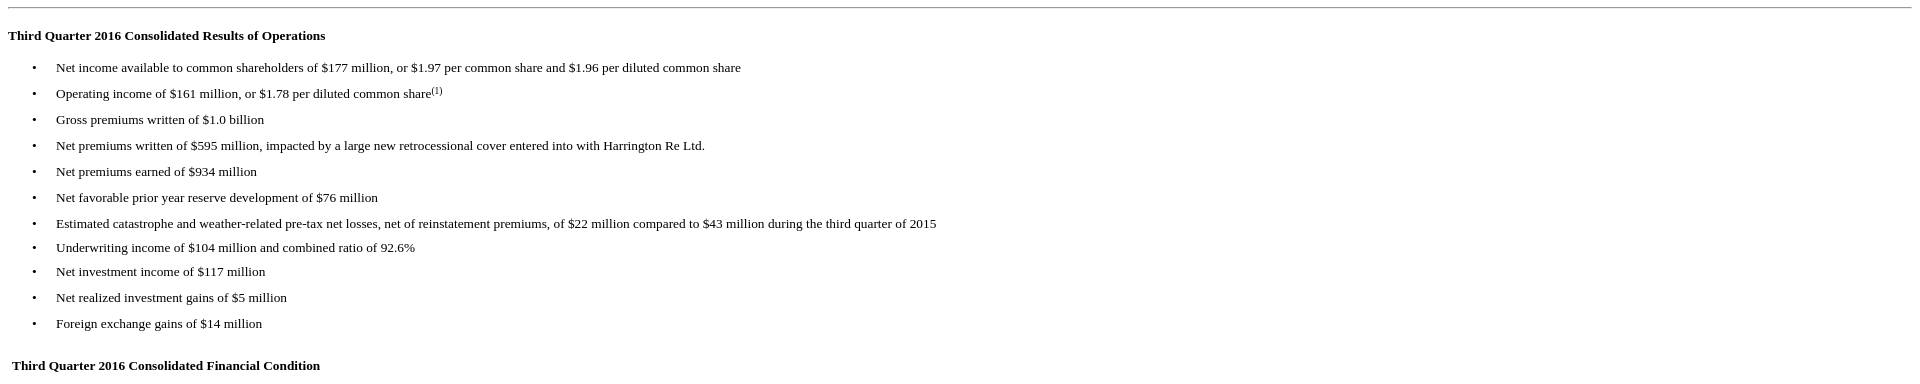 Third Quarter 2016 Consolidated Results of Operations
• Net income available to common shareholders of $177 million, or $1.97 per common share and $1.96 per diluted common share
• Operating income of $161 million, or $1.78 per diluted common share(1)
• Gross premiums written of $1.0 billion
• Net premiums written of $595 million, impacted by a large new retrocessional cover entered into with Harrington Re Ltd.
• Net premiums earned of $934 million
• Net favorable prior year reserve development of $76 million
• Estimated catastrophe and weather-related pre-tax net losses, net of reinstatement premiums, of $22 million compared to $43 million during the third quarter of 2015
• Underwriting income of $104 million and combined ratio of 92.6%
• Net investment income of $117 million
• Net realized investment gains of $5 million
• Foreign exchange gains of $14 million
Third Quarter 2016 Consolidated Financial Condition